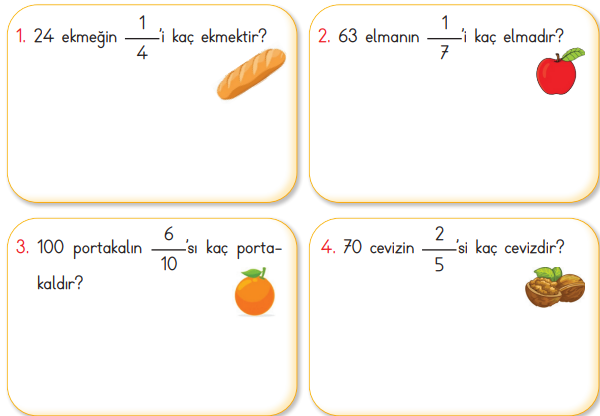 1. 24 ekmeğin 1/4'i kaç ekmektir?
2. 63 elmanın 1/7'i kaç elmadır?
3. 100 portakalın 6/10'sı kaç porta-
kaldır?
4. 70 cevizin 2/5'si kaç cevizdir?